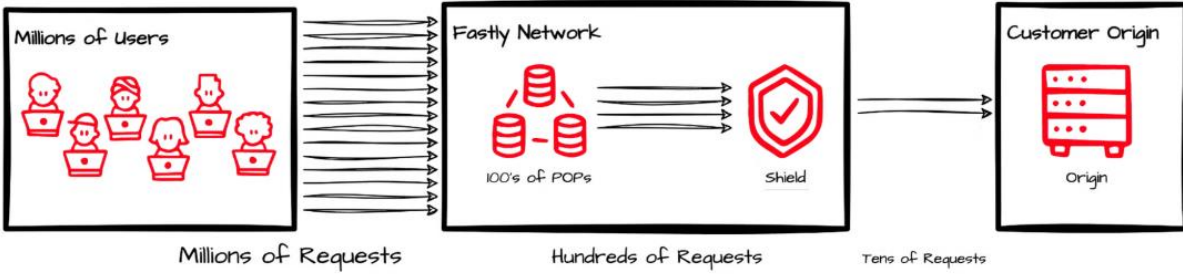 Millions of Users
Fastly Network
Customer Origin
100's of POPs
Shield
Origin
Millions of Requests
Hundreds of Requests
Tens of Requests